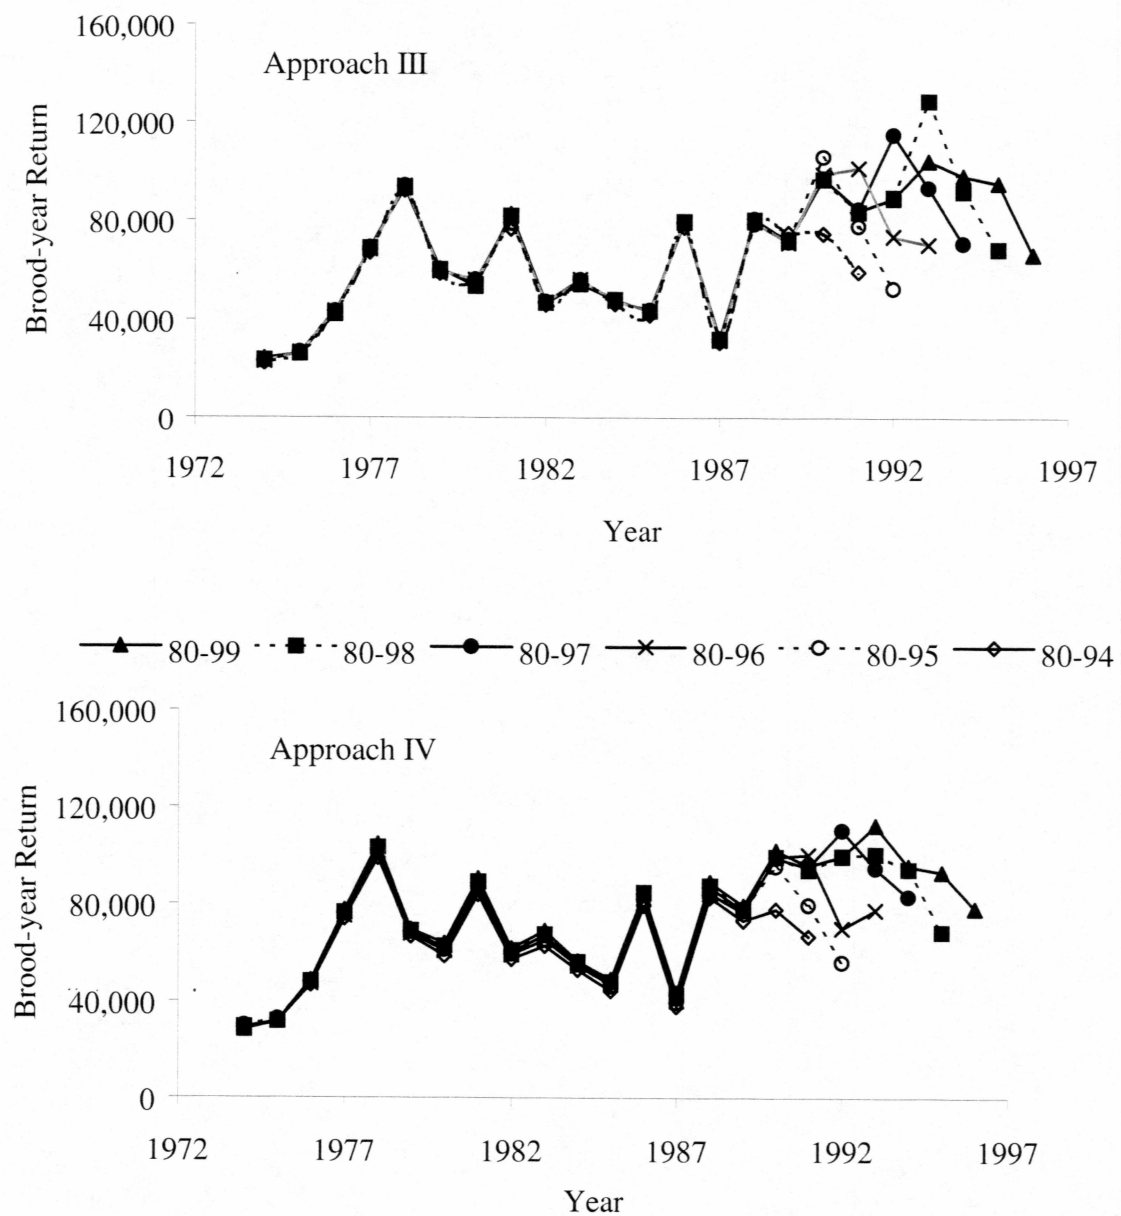 160,000
Approach III
120,000
80,000
40,000
0
Brood-year Return
1972 1977 1982 1987 1992 1997
Year
80-99 80-98 80-97 80-96 80-95 80-94
160,000
Approach IV
120,000
80,000
40,000
0
Brood-year Return
1972 1977 1982 1987 1992 1997
Year